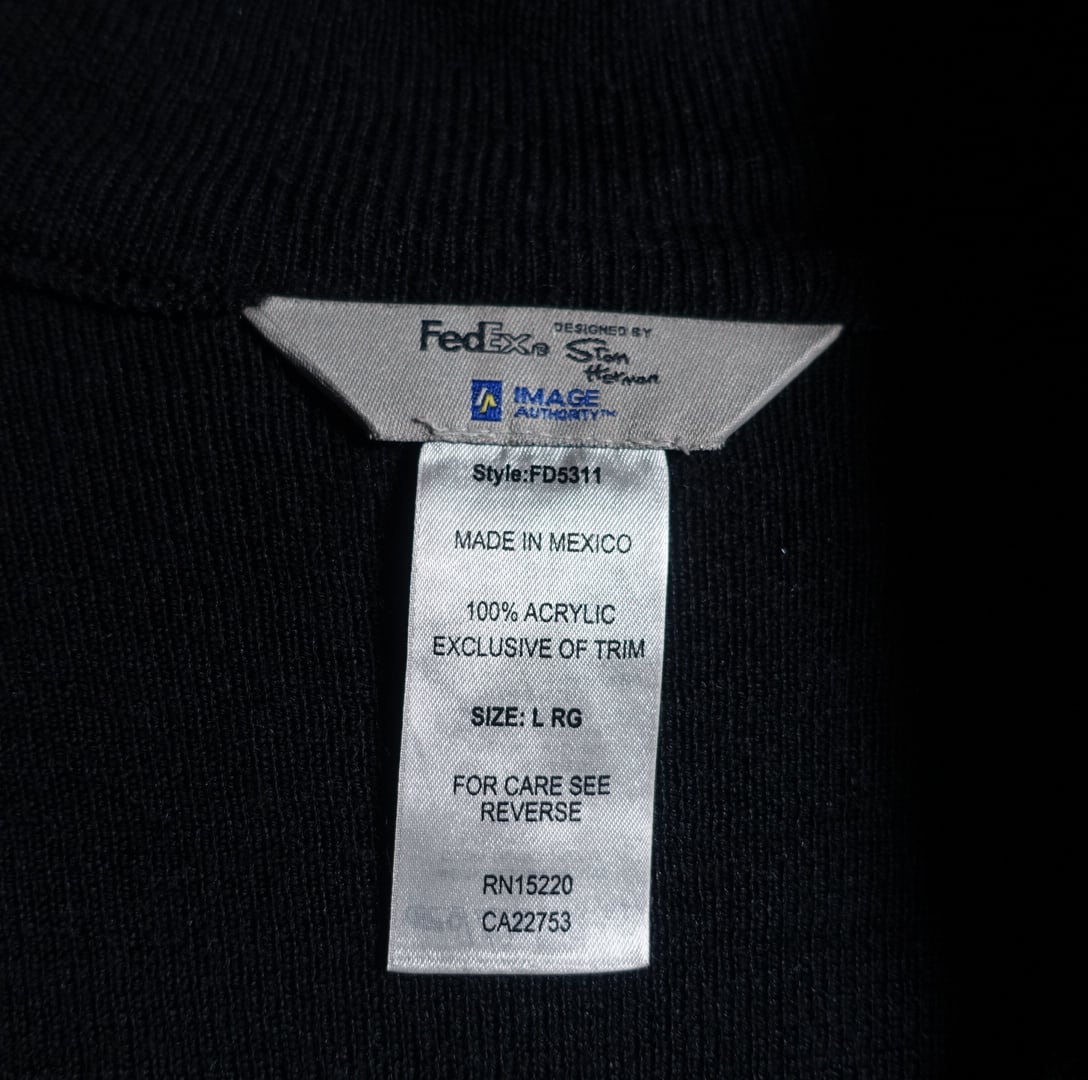 FedEx®
DESIGNED BY
Stan
Herman
IMAGE
AUTHORITY™
Style:FD5311
MADE IN MEXICO
100% ACRYLIC
EXCLUSIVE OF TRIM
SIZE: L RG
FOR CARE SEE
REVERSE
RN15220
CA22753